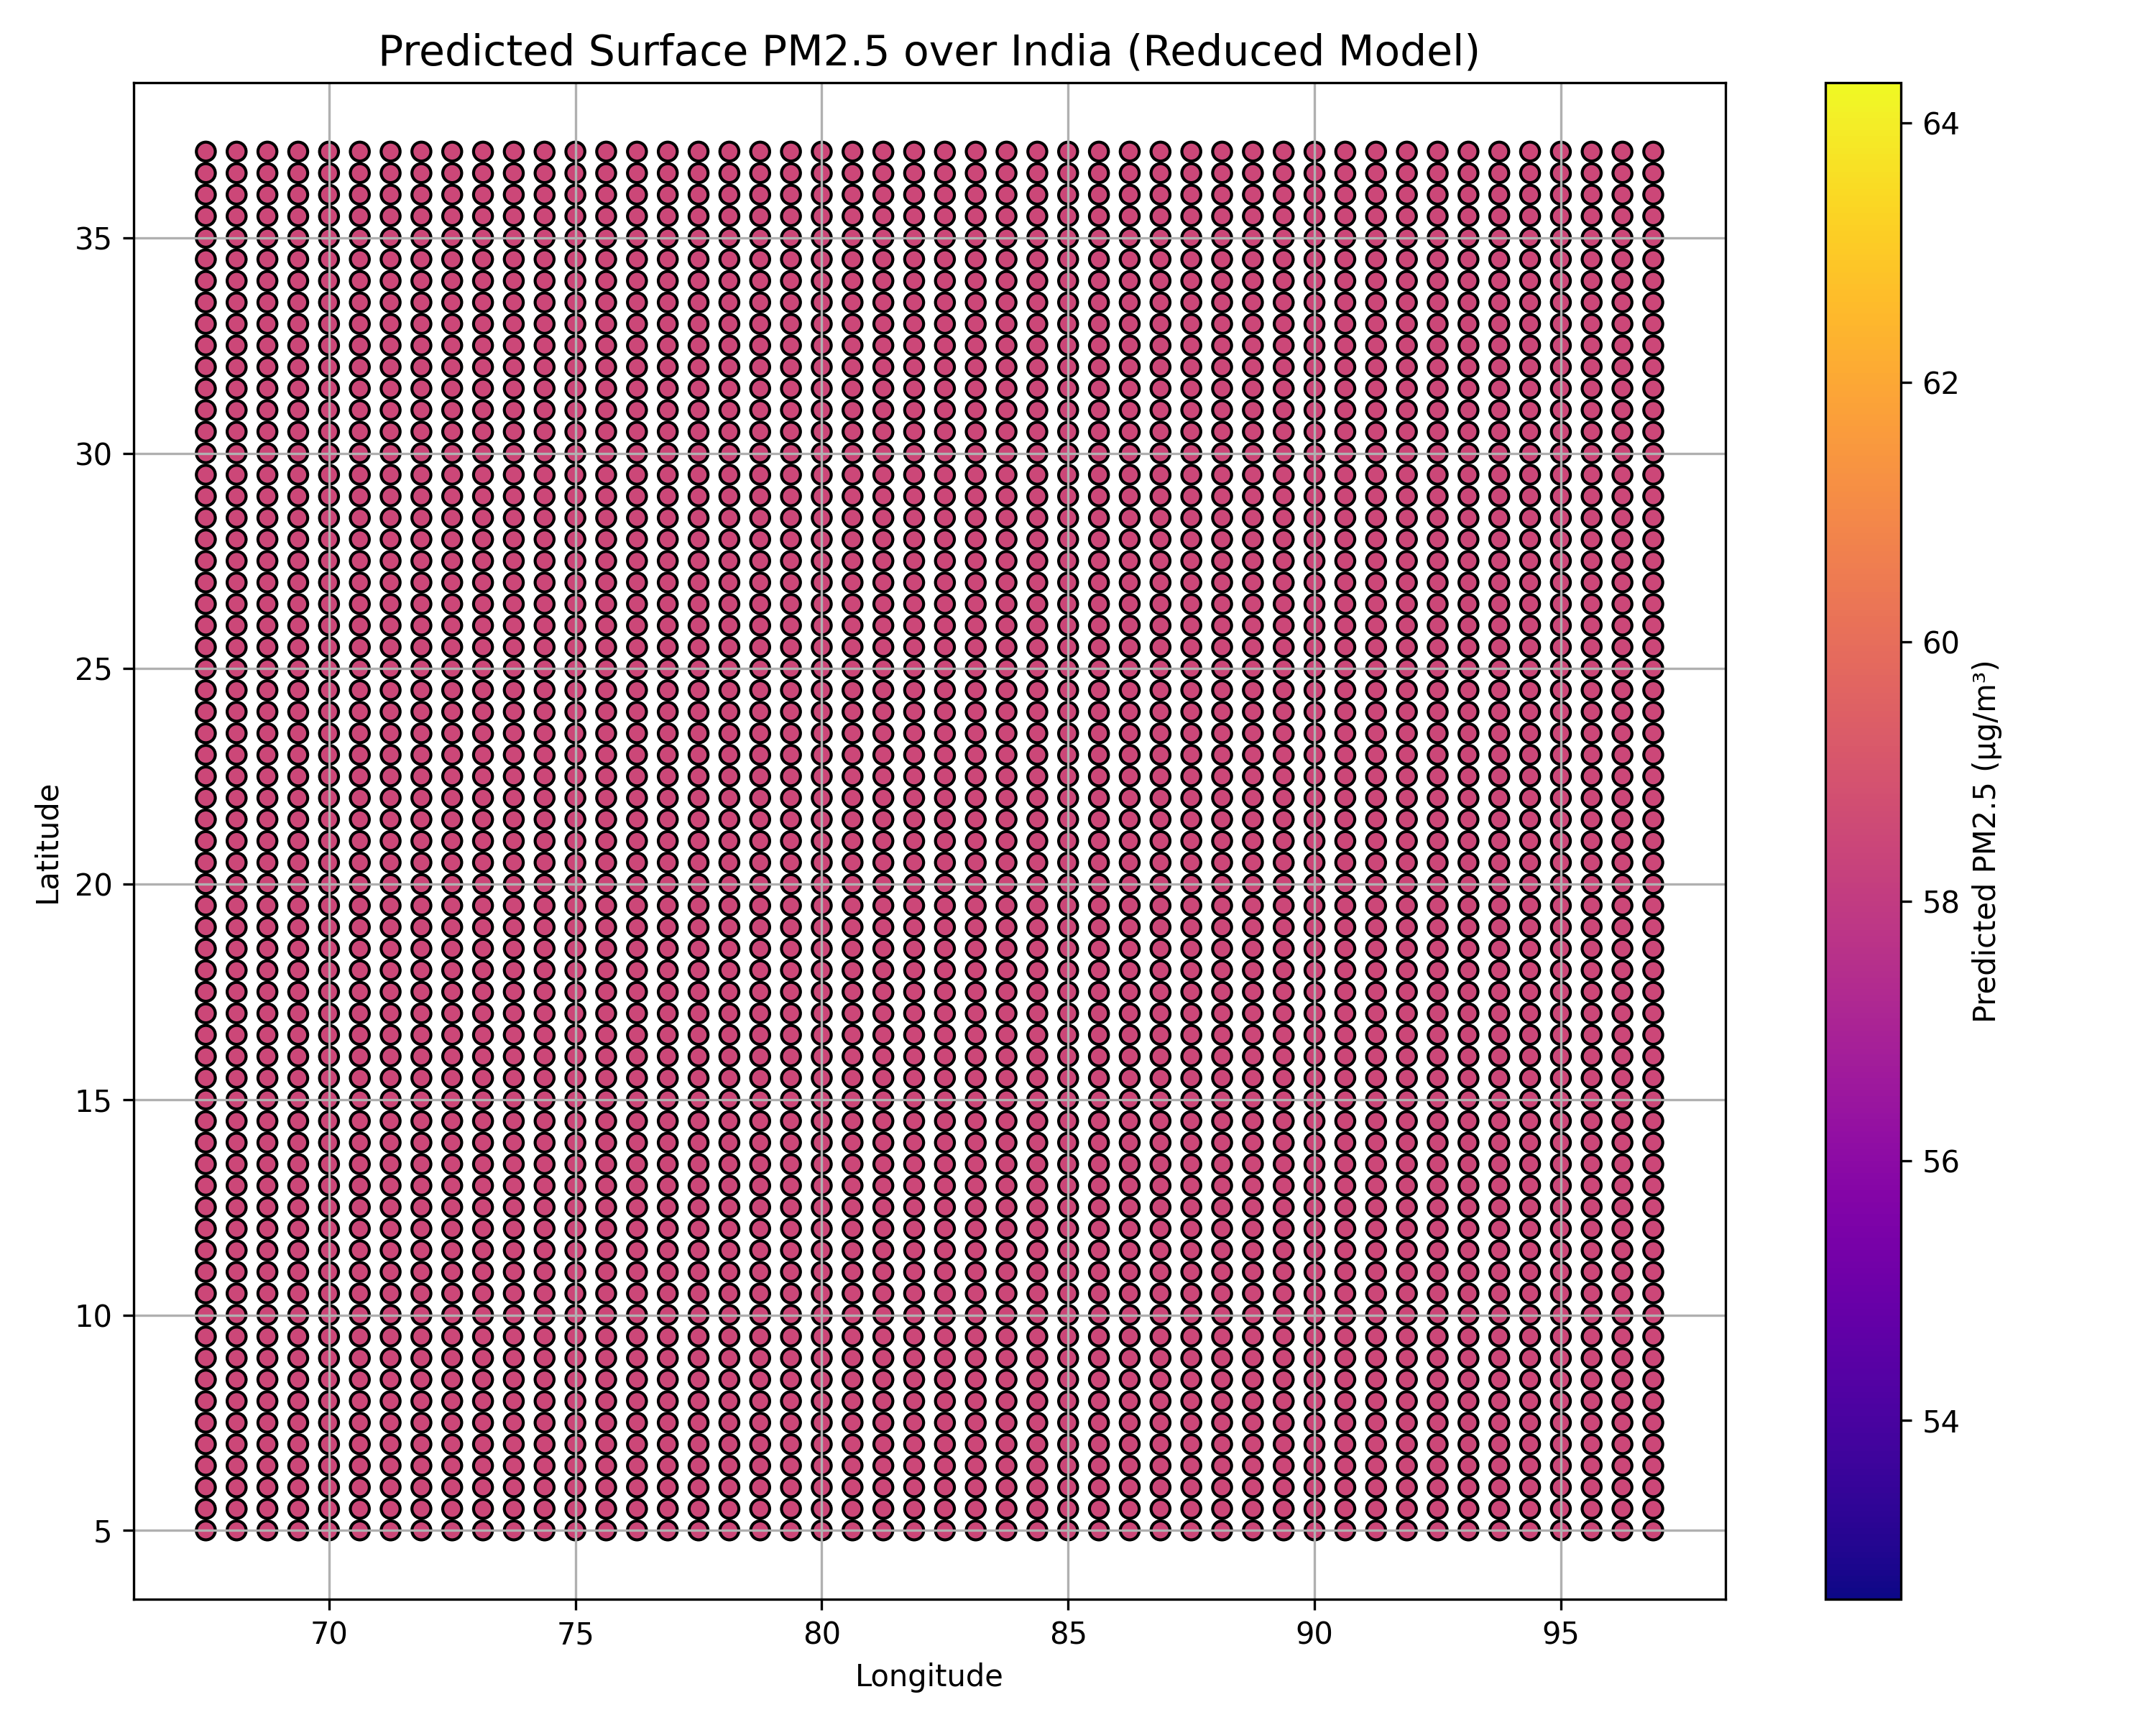 Predicted Surface PM2.5 over India (Reduced Model)
35
30
25
20
15
10
5
Latitude
70 75 80 85 90 95
Longitude
64
62
60
58
56
54
Predicted PM2.5 (µg/m³)